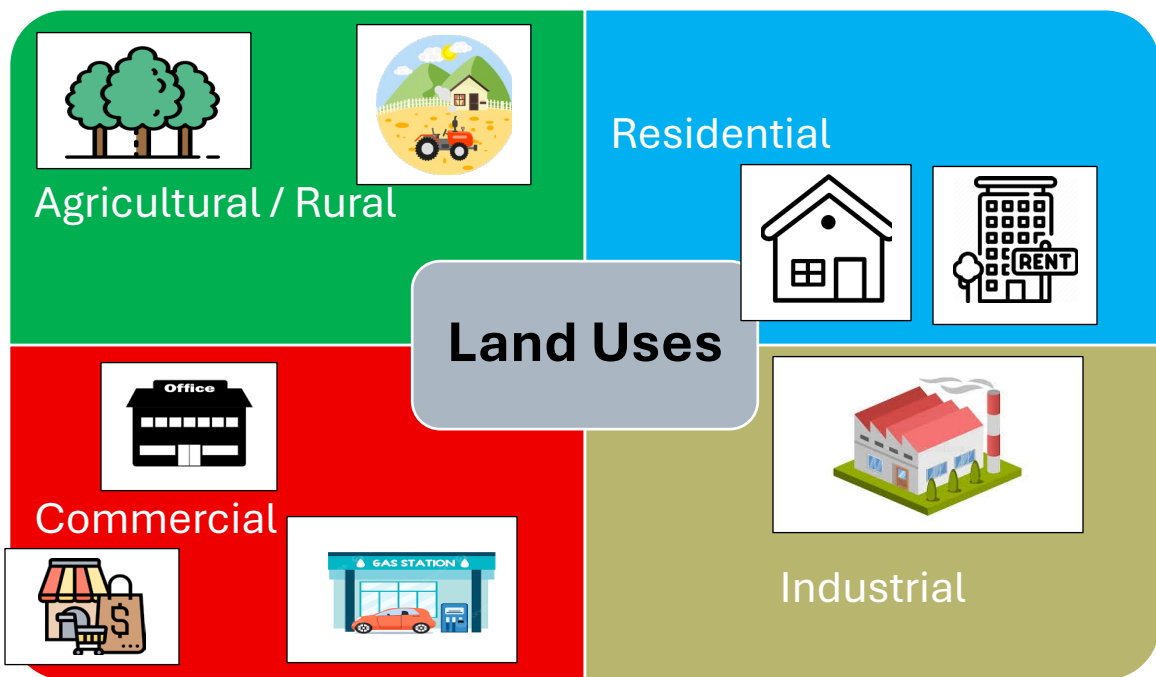 Agricultural / Rural
Residential
RENT
Land Uses
Office
Commercial
GAS STATION
$
Industrial